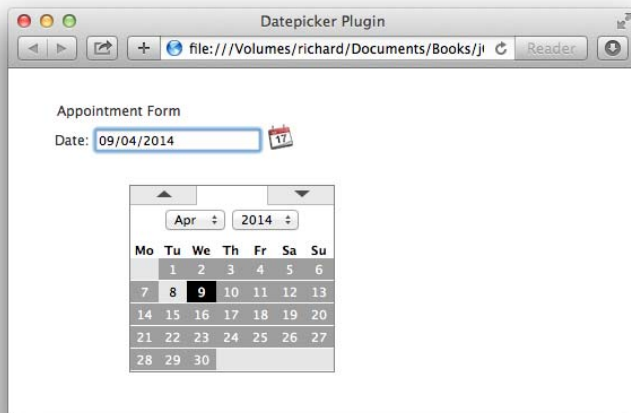 Datepicker Plugin
file:///Volumes/richard/Documents/Books/j
Reader
Appointment Form
Date: 09/04/2014
17
Apr 2014
Mo Tu We Th Fr Sa Su
1 2 3 4 5 6
7 8 9 10 11 12 13
14 15 16 17 18 19 20
21 22 23 24 25 26 27
28 29 30